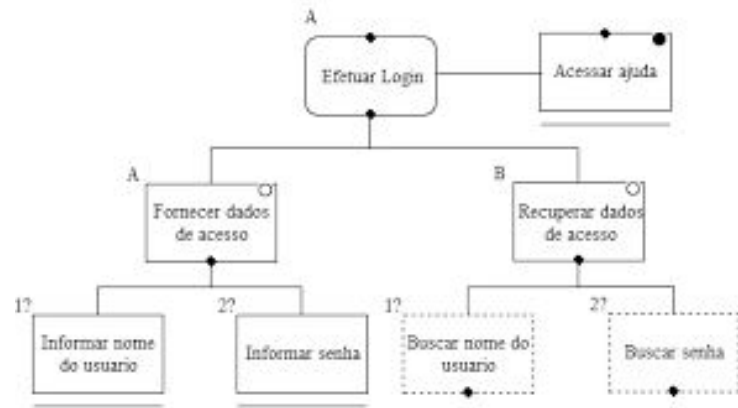 A
Efetuar Login
Acessar ajuda
A
Fornecer dados
de acesso
B
Recuperar dados
de acesso
1?
Informar nome
do usuario
2?
Informar senha
1?
Buscar nome do
usuario
2?
Buscar senha